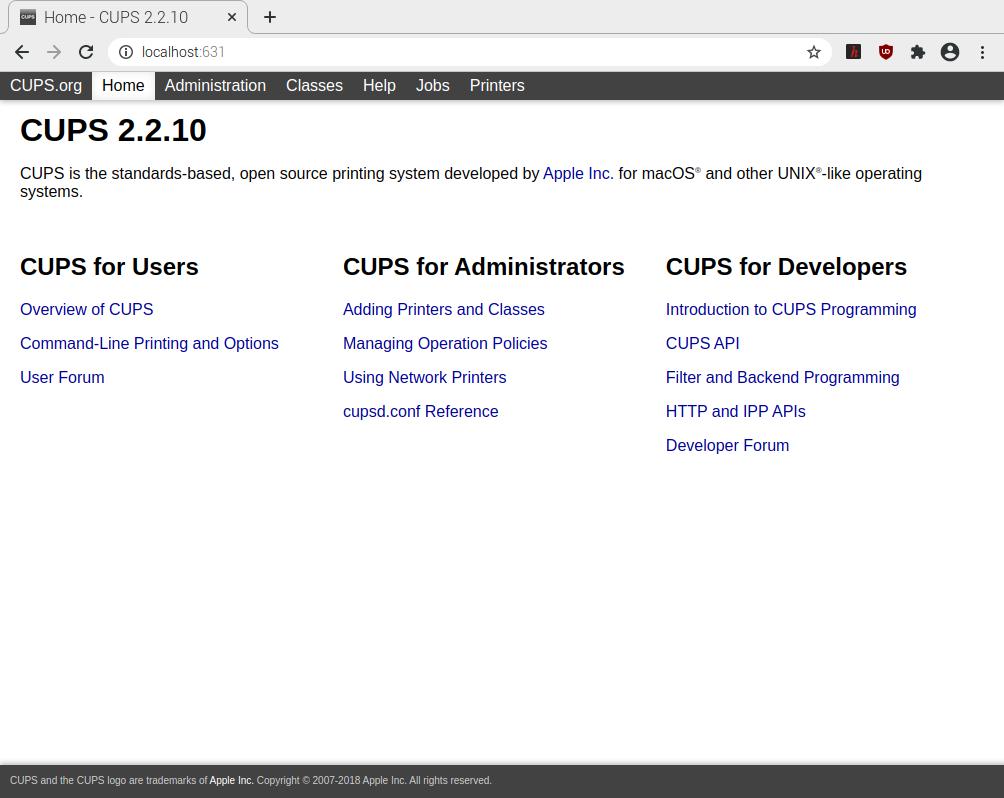 CUPS
Home - CUPS 2.2.10
localhost:631
CUPS.org Home Administration Classes Help Jobs Printers
CUPS 2.2.10
CUPS is the standards-based, open source printing system developed by Apple Inc. for macOS® and other UNIX®-like operating
systems.
CUPS for Users
Overview of CUPS
Command-Line Printing and Options
User Forum
CUPS for Administrators
Adding Printers and Classes
Managing Operation Policies
Using Network Printers
cupsd.conf Reference
CUPS for Developers
Introduction to CUPS Programming
CUPS API
Filter and Backend Programming
HTTP and IPP APIs
Developer Forum
CUPS and the CUPS logo are trademarks of Apple Inc. Copyright © 2007-2018 Apple Inc. All rights reserved.